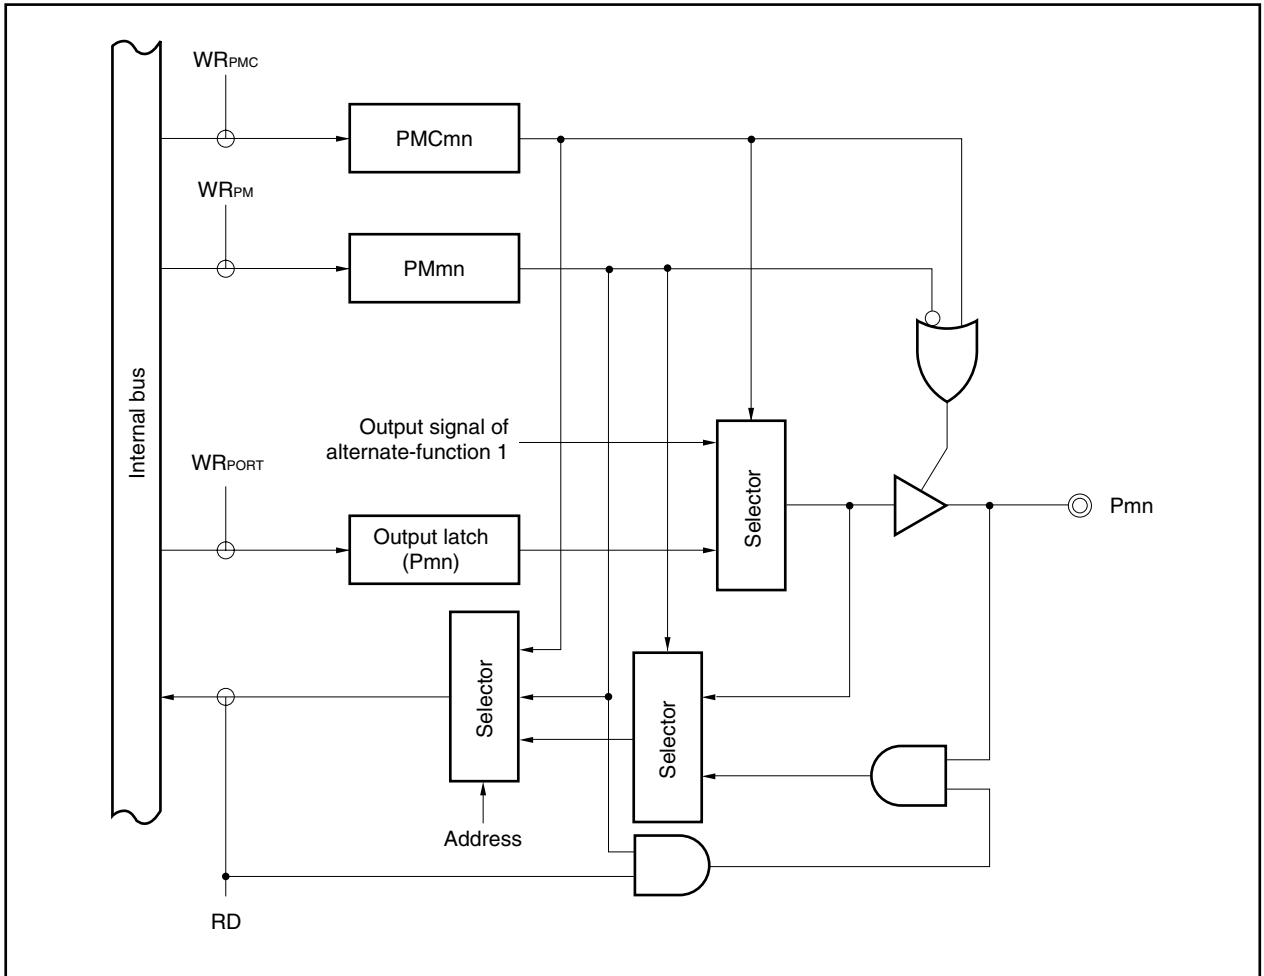 WRPMC
PMCmn
WRPM
PMmn
Internal bus
Output signal of
alternate-function 1
WRPORT
Output latch
(Pmn)
Selector
Pmn
Selector
Selector
Address
RD